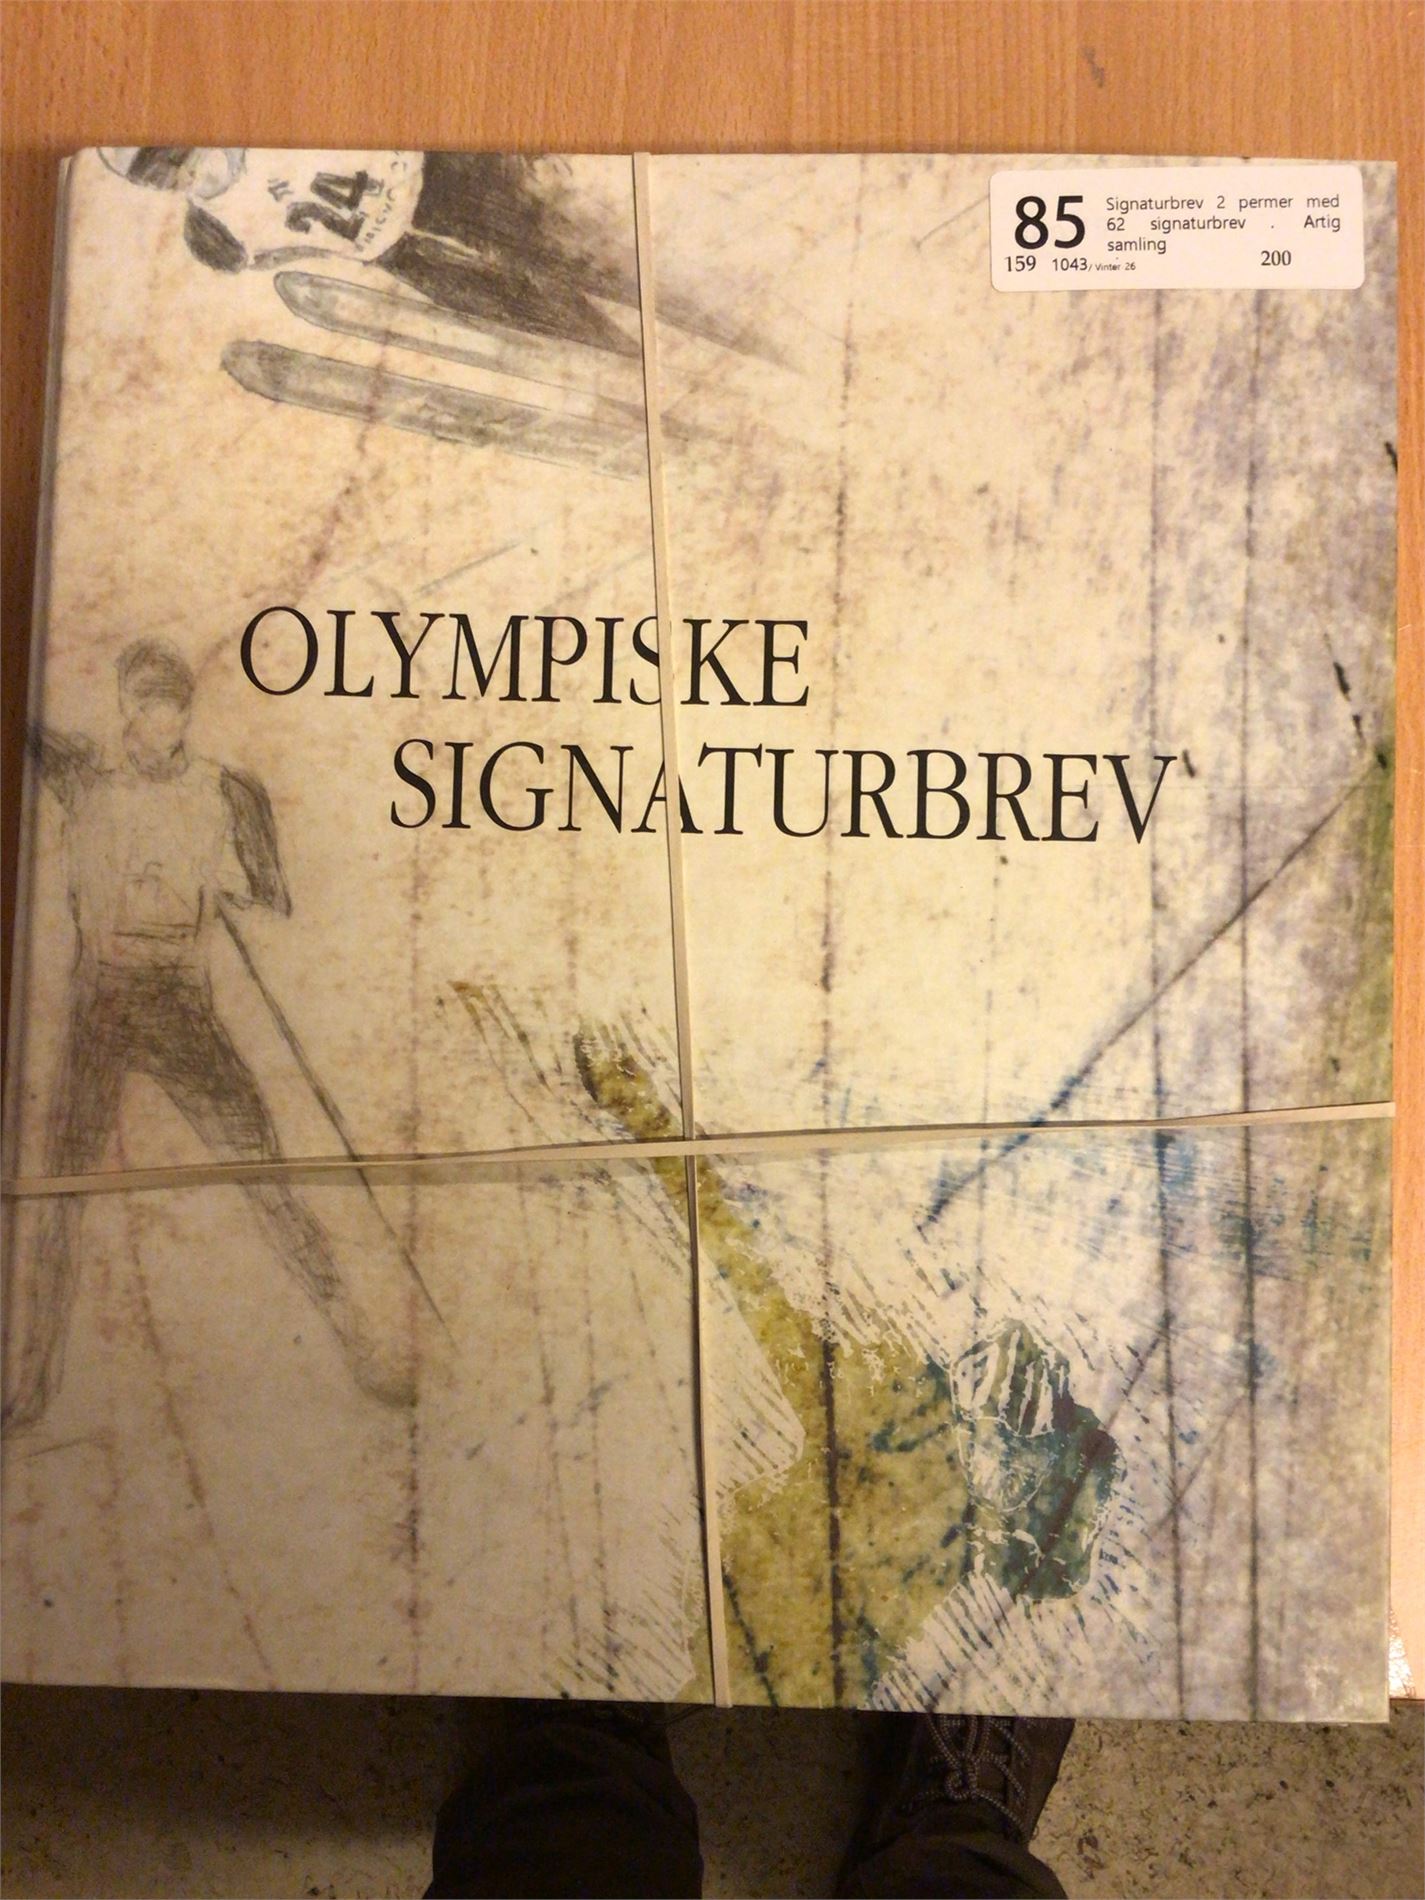 24
85
Signaturbrev 2 permer med
62 signaturbrev . Artig
samling
159 1043/ Vinter 26 200
OLYMPISKE
SIGNATURBREV